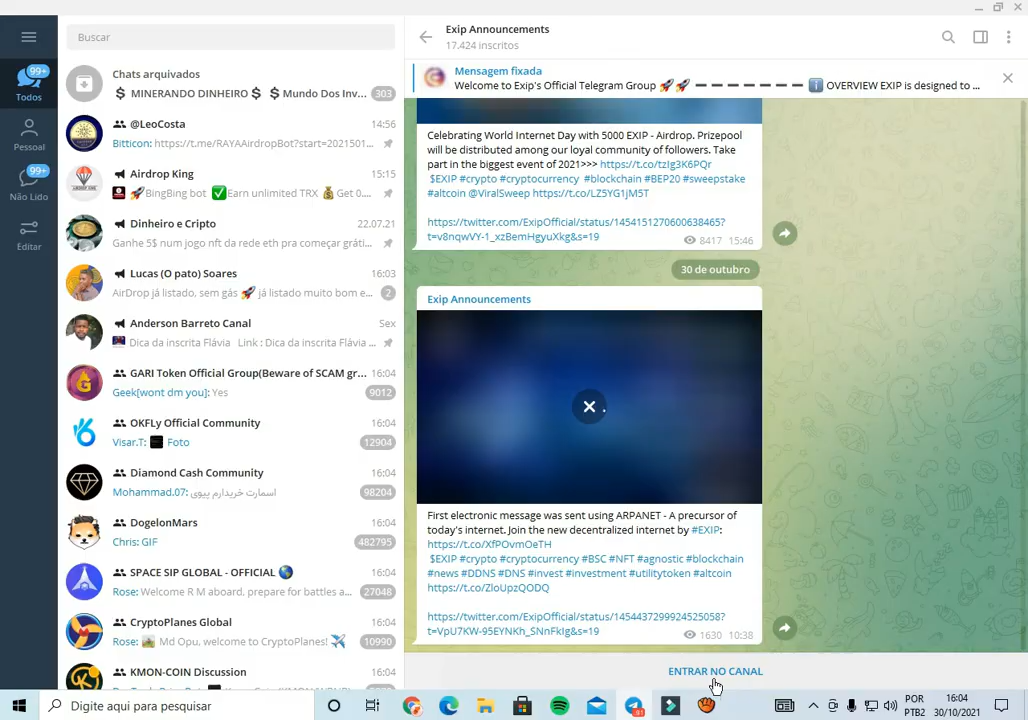 Buscar
Todos
99+
Pessoal
Não Lido
99+
Editar
Chats arquivados
$ MINERANDO DINHEIRO $ $ Mundo Dos Inv... 303
@LeoCosta 14:56
Bitticon: https://t.me/RAYAAirdropBot?start=2021501...
Airdrop King 15:15
BingBing bot ✅Earn unlimited TRX 💰 Get 0....
Dinheiro e Cripto 22.07.21
Ganhe 5$ num jogo nft da rede eth pra começar gráti...
Lucas (O pato) Soares 16:03
AirDrop já listado, sem gás 🚀 já listado muito bom e... 2
Anderson Barreto Canal Sex
Dica da inscrita Flávia Link : Dica da inscrita Flávia ...
GARI Token Official Group(Beware of SCAM gr... 16:04
Geek[wont dm you]: Yes 9012
OKFly Official Community 16:04
Visar.T: Foto 12904
Diamond Cash Community 16:04
Mohammad.07: اسمارت خریدارم پیوی 98204
DogelonMars 16:04
Chris: GIF 482795
SPACE SIP GLOBAL - OFFICIAL 🌎 16:04
Rose: Welcome R M aboard, prepare for battles a... 27048
CryptoPlanes Global 16:04
Rose: Md Opu, welcome to CryptoPlanes! ✈️ 10990
KMON-COIN Discussion 16:04
Exip Announcements
17.424 inscritos
Mensagem fixada
Welcome to Exip's Official Telegram Group 🚀 🚀 — — — — — — — — — ℹ️ OVERVIEW EXIP is designed to ...
Celebrating World Internet Day with 5000 EXIP - Airdrop. Prizepool
will be distributed among our loyal community of followers. Take
part in the biggest event of 2021>>> https://t.co/tzIg3K6PQr
$EXIP #crypto #cryptocurrency #blockchain #BEP20 #sweepstake
#altcoin @ViralSweep https://t.co/LZ5YG1jM5T
https://twitter.com/ExipOfficial/status/1454151270600638465?
t=v8nqwVY-1_xzBemHgyuXkg&s=19 8417 15:46
30 de outubro
Exip Announcements
First electronic message was sent using ARPANET - A precursor of
today's internet. Join the new decentralized internet by #EXIP:
https://t.co/XfPOvmOeTH
$EXIP #crypto #cryptocurrency #BSC #NFT #agnostic #blockchain
#news #DDNS #DNS #invest #investment #utilitytoken #altcoin
https://t.co/ZloUpzQODQ
https://twitter.com/ExipOfficial/status/1454437299924525058?
t=VpU7KW-95EYNKh_SNnFkIg&s=19 1630 10:38
ENTRAR NO CANAL
Digite aqui para pesquisar
POR
PTB2
16:04
30/10/2021